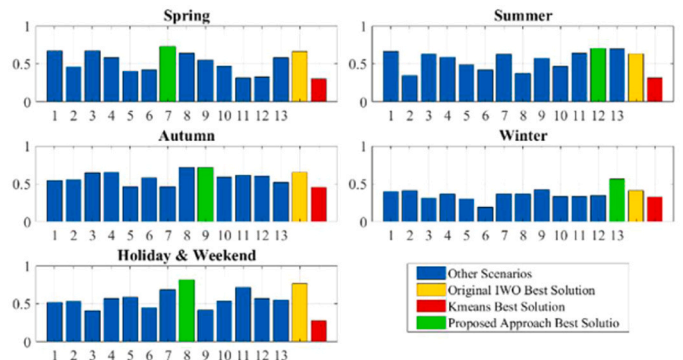 Spring
1
0.5
0
1 2 3 4 5 6 7 8 9 10 11 12 13
Summer
1
0.5
0
1 2 3 4 5 6 7 8 9 10 11 12 13
Autumn
1
0.5
0
1 2 3 4 5 6 7 8 9 10 11 12 13
Winter
1
0.5
0
1 2 3 4 5 6 7 8 9 10 11 12 13
Holiday & Weekend
1
0.5
0
1 2 3 4 5 6 7 8 9 10 11 12 13
Other Scenarios
Original IWO Best Solution
Kmeans Best Solution
Proposed Approach Best Solutio